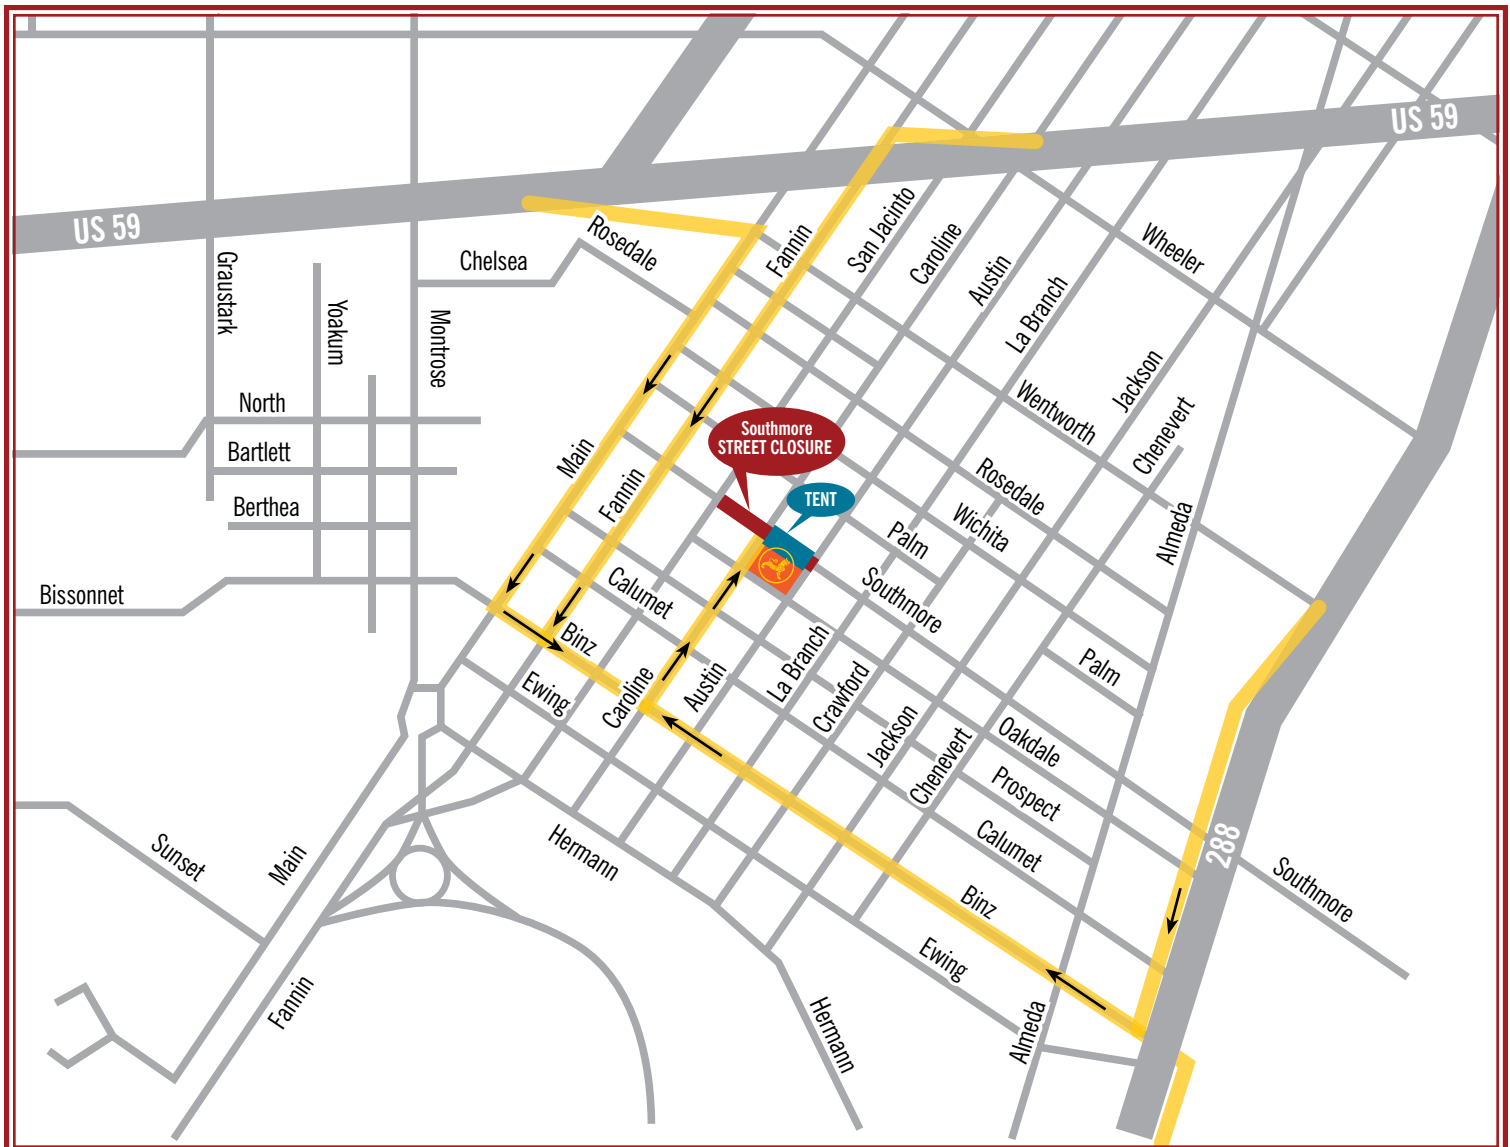 US 59
US 59
Graustark
Yoakum
Montrose
Chelsea
Rosedale
Fannin
San Jacinto
Caroline
Austin
La Branch
Wheeler
Jackson
Chenevert
Wentworth
North
Bartlett
Berthea
Bissonnet
Main
Fannin
Southmore
STREET CLOSURE
TENT
Rosedale
Wichita
Palm
Almeda
Southmore
Calumet
Binz
Ewing
Caroline
Austin
La Branch
Crawford
Jackson
Chenevert
Palm
Oakdale
Prospect
Calumet
288
Southmore
Sunset
Main
Hermann
Binz
Ewing
Fannin
Hermann
Almeda